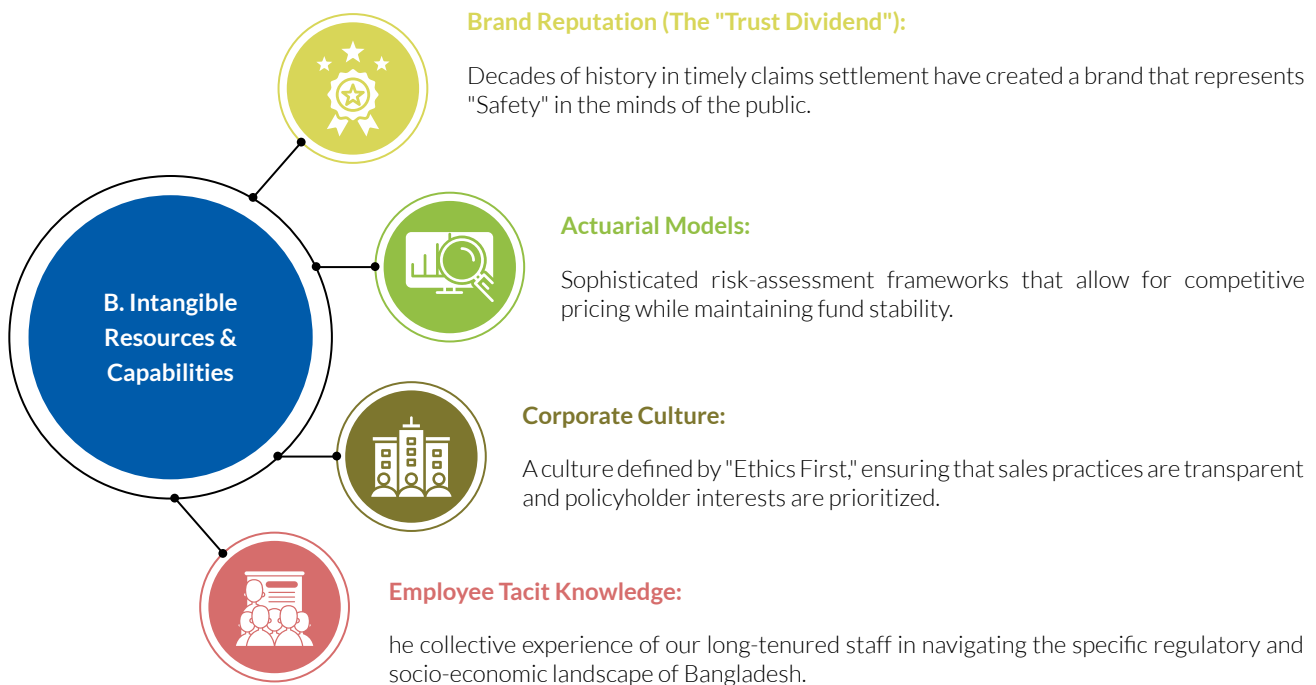 Brand Reputation (The "Trust Dividend"):
Decades of history in timely claims settlement have created a brand that represents
"Safety" in the minds of the public.
B. Intangible
Resources &
Capabilities
Actuarial Models:
Sophisticated risk-assessment frameworks that allow for competitive
pricing while maintaining fund stability.
Corporate Culture:
A culture defined by "Ethics First," ensuring that sales practices are transparent
and policyholder interests are prioritized.
Employee Tacit Knowledge:
he collective experience of our long-tenured staff in navigating the specific regulatory and
socio-economic landscape of Bangladesh.